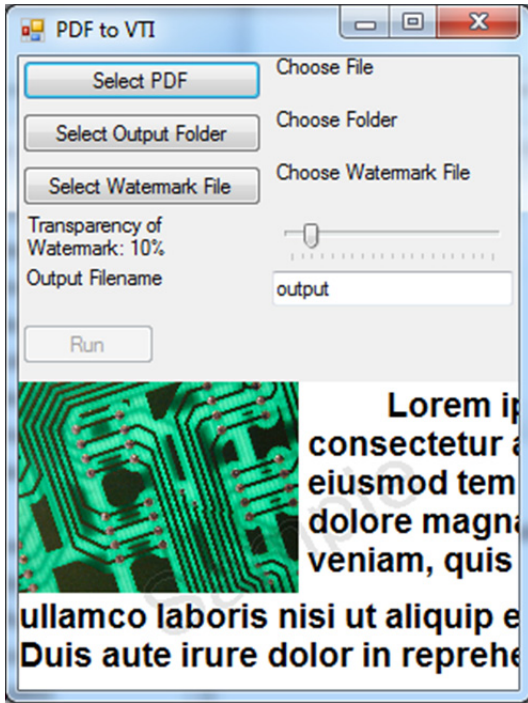 PDF to VTI
Select PDF
Choose File
Select Output Folder
Choose Folder
Select Watermark File
Choose Watermark File
Transparency of
Watermark: 10%
Output Filename
output
Run
Lorem ip
consectetur a
eiusmod tem
dolore magna
veniam, quis
Sample
ullamco laboris nisi ut aliquip e
Duis aute irure dolor in reprehe